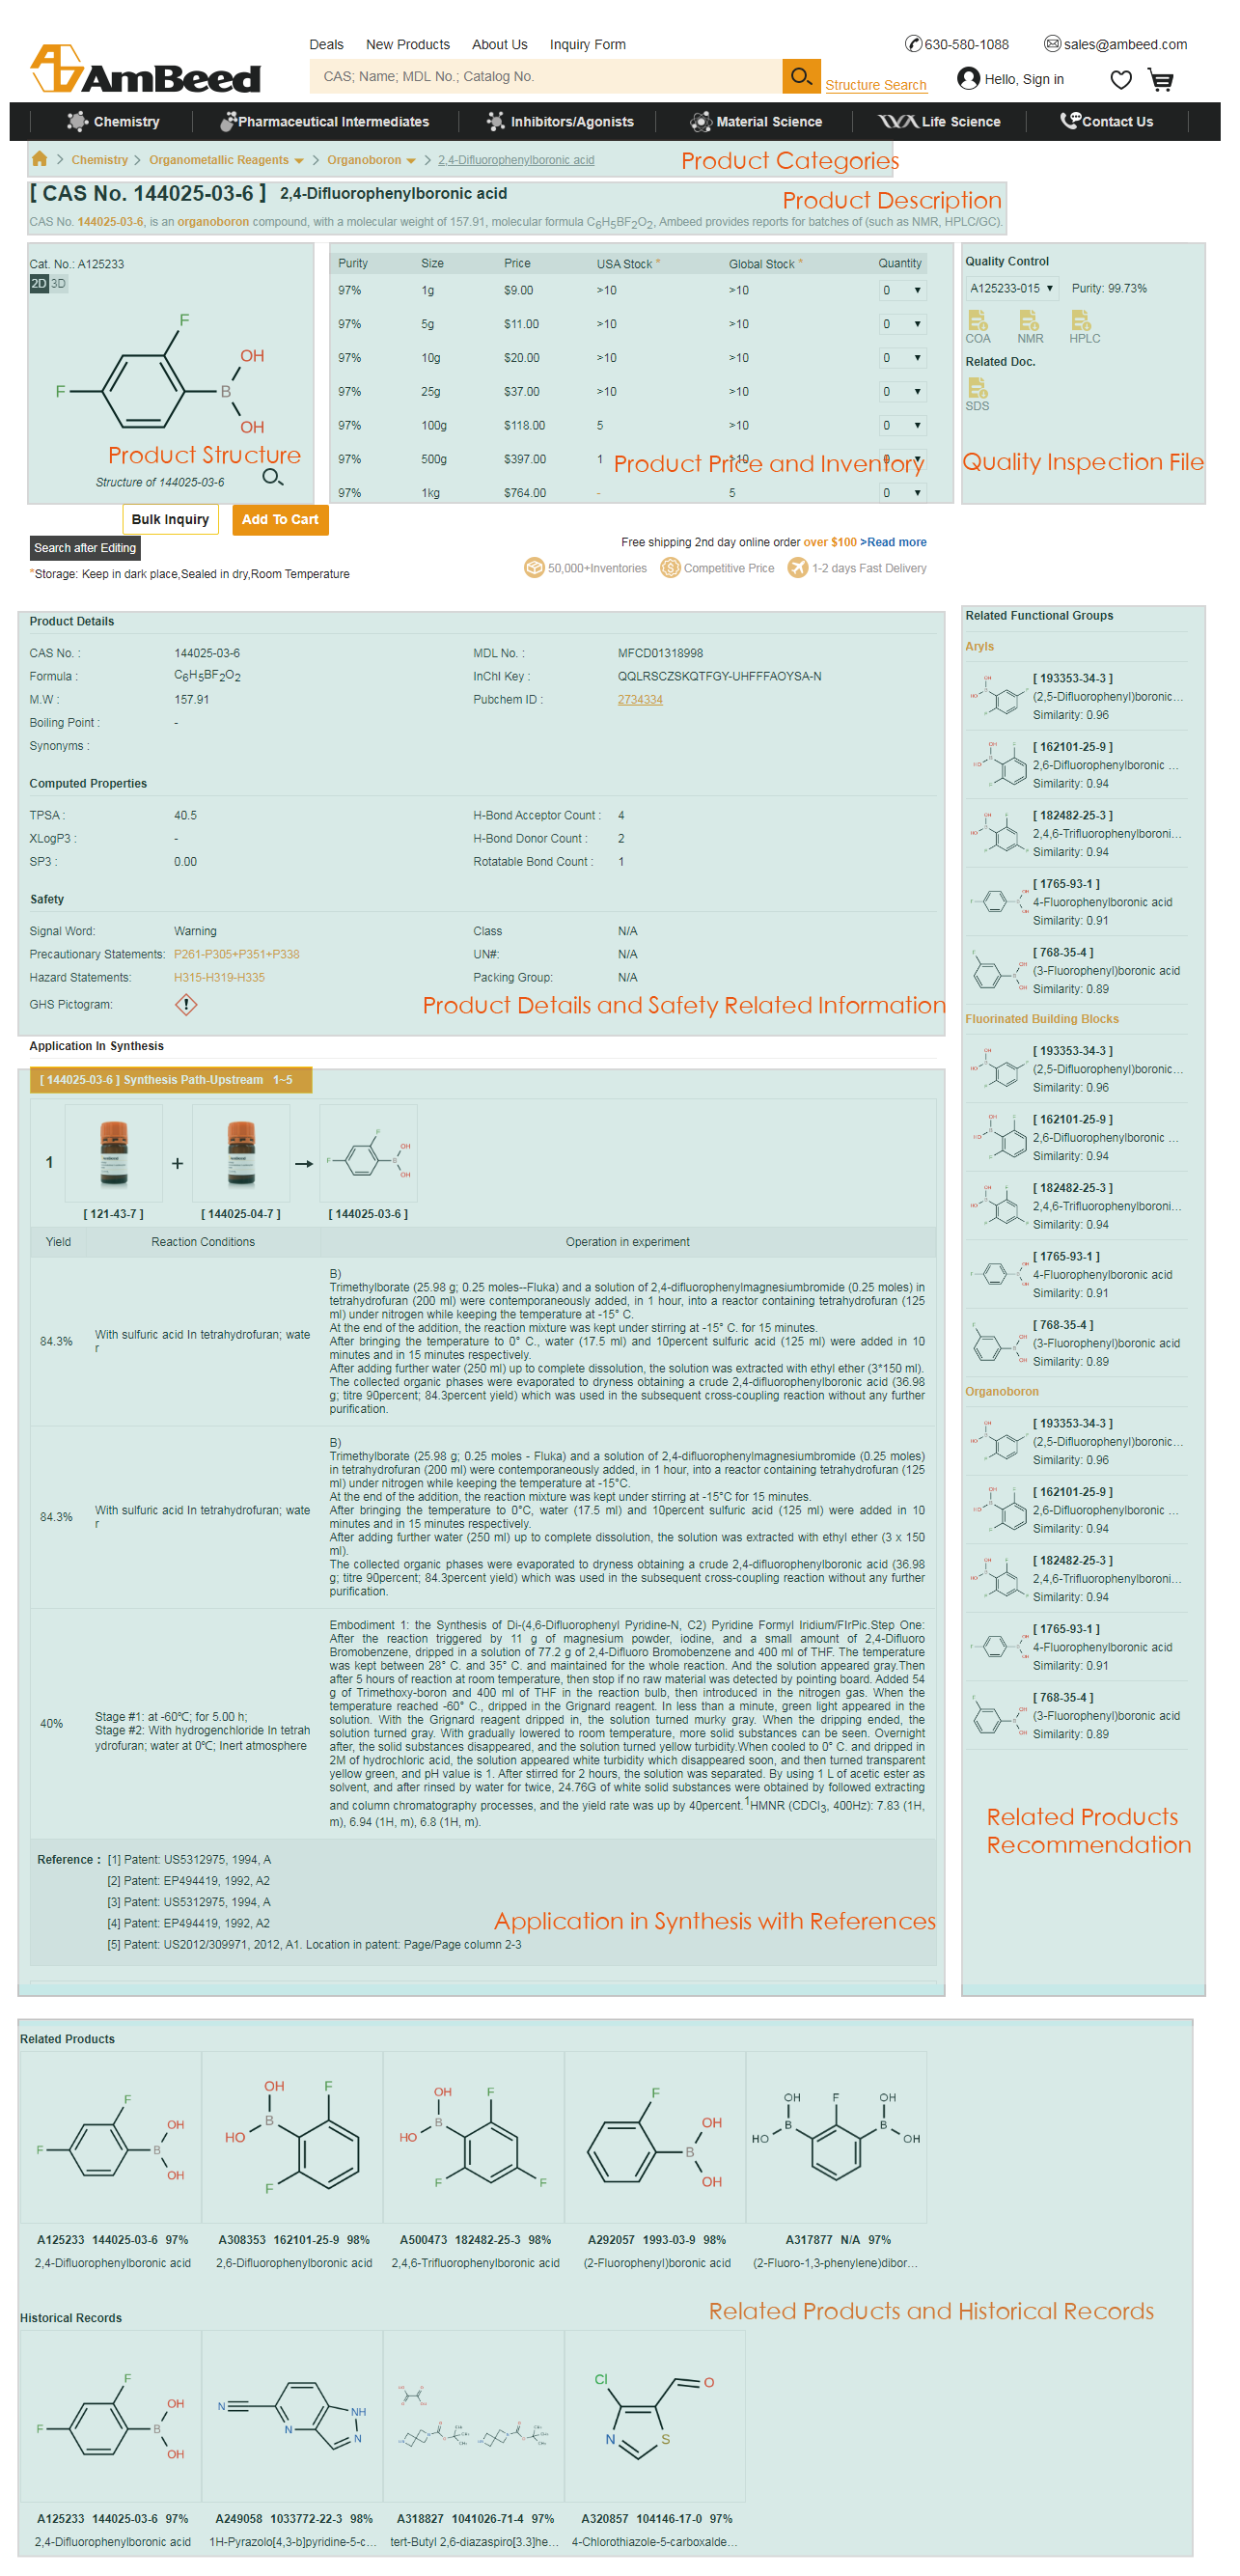 Deals New Products About Us Inquiry Form 630-580-1088 sales@ambeed.com
AmBeed
CAS; Name; MDL No.; Catalog No. Structure Search Hello, Sign in
Chemistry Pharmaceutical Intermediates Inhibitors/Agonists Material Science Life Science Contact Us
Chemistry Organometallic Reagents Organoboron 2,4-Difluorophenylboronic acid
Product Categories
[ CAS No. 144025-03-6 ] 2,4-Difluorophenylboronic acid
Product Description
CAS No. 144025-03-6, is an organoboron compound, with a molecular weight of 157.91, molecular formula C6H5BF2O2, Ambeed provides reports for batches of (such as NMR, HPLC/GC).
Cat. No.: A125233
2D 3D
F
F
B
OH
OH
Product Structure
Structure of 144025-03-6
Purity Size Price USA Stock * Global Stock * Quantity
97% 1g $9.00 >10 >10 0
97% 5g $11.00 >10 >10 0
97% 10g $20.00 >10 >10 0
97% 25g $37.00 >10 >10 0
97% 100g $118.00 5 >10 0
97% 500g $397.00 1 >10 0
97% 1kg $764.00 - 5 0
Product Price and Inventory
Quality Control
A125233-015 Purity: 99.73%
COA NMR HPLC
Related Doc.
SDS
Quality Inspection File
Bulk Inquiry Add To Cart
Search after Editing
*Storage: Keep in dark place,Sealed in dry,Room Temperature
Free shipping 2nd day online order over $100 >Read more
50,000+Inventories Competitive Price 1-2 days Fast Delivery
Product Details
CAS No. : 144025-03-6 MDL No. : MFCD01318998
Formula : C6H5BF2O2 InChI Key : QQLRSCZSKQTFGY-UHFFFAOYSA-N
M.W : 157.91 Pubchem ID : 2734334
Boiling Point : -
Synonyms :
Computed Properties
TPSA : 40.5 H-Bond Acceptor Count : 4
XLogP3 : - H-Bond Donor Count : 2
SP3 : 0.00 Rotatable Bond Count : 1
Safety
Signal Word: Warning Class N/A
Precautionary Statements: P261-P305+P351+P338 UN#: N/A
Hazard Statements: H315-H319-H335 Packing Group: N/A
GHS Pictogram:
Product Details and Safety Related Information
Application In Synthesis
[ 144025-03-6 ] Synthesis Path-Upstream 1~5
1 + →
[ 121-43-7 ] [ 144025-04-7 ] [ 144025-03-6 ]
Yield Reaction Conditions Operation in experiment
84.3%
With sulfuric acid In tetrahydrofuran; wate
r
B)
Trimethylborate (25.98 g; 0.25 moles--Fluka) and a solution of 2,4-difluorophenylmagnesiumbromide (0.25 moles) in
tetrahydrofuran (200 ml) were contemporaneously added, in 1 hour, into a reactor containing tetrahydrofuran (125
ml) under nitrogen while keeping the temperature at -15° C.
At the end of the addition, the reaction mixture was kept under stirring at -15° C. for 15 minutes.
After bringing the temperature to 0° C., water (17.5 ml) and 10percent sulfuric acid (125 ml) were added in 10
minutes and in 15 minutes respectively.
After adding further water (250 ml) up to complete dissolution, the solution was extracted with ethyl ether (3*150 ml).
The collected organic phases were evaporated to dryness obtaining a crude 2,4-difluorophenylboronic acid (36.98
g; titre 90percent; 84.3percent yield) which was used in the subsequent cross-coupling reaction without any further
purification.
84.3%
With sulfuric acid In tetrahydrofuran; wate
r
B)
Trimethylborate (25.98 g; 0.25 moles - Fluka) and a solution of 2,4-difluorophenylmagnesiumbromide (0.25 moles)
in tetrahydrofuran (200 ml) were contemporaneously added, in 1 hour, into a reactor containing tetrahydrofuran (125
ml) under nitrogen while keeping the temperature at -15°C.
At the end of the addition, the reaction mixture was kept under stirring at -15°C for 15 minutes.
After bringing the temperature to 0°C, water (17.5 ml) and 10percent sulfuric acid (125 ml) were added in 10
minutes and in 15 minutes respectively.
After adding further water (250 ml) up to complete dissolution, the solution was extracted with ethyl ether (3 x 150
ml).
The collected organic phases were evaporated to dryness obtaining a crude 2,4-difluorophenylboronic acid (36.98
g; titre 90percent; 84.3percent yield) which was used in the subsequent cross-coupling reaction without any further
purification.
40%
Stage #1: at -60℃; for 5.00 h;
Stage #2: With hydrogenchloride In tetrah
ydrofuran; water at 0℃; Inert atmosphere
Embodiment 1: the Synthesis of Di-(4,6-Difluorophenyl Pyridine-N, C2) Pyridine Formyl Iridium/FIrPic.Step One:
After the reaction triggered by 11 g of magnesium powder, iodine, and a small amount of 2,4-Difluoro
Bromobenzene, dripped in a solution of 77.2 g of 2,4-Difluoro Bromobenzene and 400 ml of THF. The temperature
was kept between 28° C. and 35° C. and maintained for the whole reaction. And the solution appeared gray.Then
after 5 hours of reaction at room temperature, then stop if no raw material was detected by pointing board. Added 54
g of Trimethoxy-boron and 400 ml of THF in the reaction bulb, then introduced in the nitrogen gas. When the
temperature reached -60° C., dripped in the Grignard reagent. In less than a minute, green light appeared in the
solution. With the Grignard reagent dripped in, the solution turned murky gray. When the dripping ended, the
solution turned gray. With gradually lowered to room temperature, more solid substances can be seen. Overnight
after, the solid substances disappeared, and the solution turned yellow turbidity.When cooled to 0° C. and dripped in
2M of hydrochloric acid, the solution appeared white turbidity which disappeared soon, and then turned transparent
yellow green, and pH value is 1. After stirred for 2 hours, the solution was separated. By using 1 L of acetic ester as
solvent, and after rinsed by water for twice, 24.76G of white solid substances were obtained by followed extracting
and column chromatography processes, and the yield rate was up by 40percent.1HMNR (CDCl3, 400Hz): 7.83 (1H,
m), 6.94 (1H, m), 6.8 (1H, m).
Reference : [1] Patent: US5312975, 1994, A
[2] Patent: EP494419, 1992, A2
[3] Patent: US5312975, 1994, A
[4] Patent: EP494419, 1992, A2
[5] Patent: US2012/309971, 2012, A1. Location in patent: Page/Page column 2-3
Application in Synthesis with References
Related Functional Groups
Aryls
[ 193353-34-3 ]
(2,5-Difluorophenyl)boronic...
Similarity: 0.96
[ 162101-25-9 ]
2,6-Difluorophenylboronic ...
Similarity: 0.94
[ 182482-25-3 ]
2,4,6-Trifluorophenylboroni...
Similarity: 0.94
[ 1765-93-1 ]
4-Fluorophenylboronic acid
Similarity: 0.91
[ 768-35-4 ]
(3-Fluorophenyl)boronic acid
Similarity: 0.89
Fluorinated Building Blocks
[ 193353-34-3 ]
(2,5-Difluorophenyl)boronic...
Similarity: 0.96
[ 162101-25-9 ]
2,6-Difluorophenylboronic ...
Similarity: 0.94
[ 182482-25-3 ]
2,4,6-Trifluorophenylboroni...
Similarity: 0.94
[ 1765-93-1 ]
4-Fluorophenylboronic acid
Similarity: 0.91
[ 768-35-4 ]
(3-Fluorophenyl)boronic acid
Similarity: 0.89
Organoboron
[ 193353-34-3 ]
(2,5-Difluorophenyl)boronic...
Similarity: 0.96
[ 162101-25-9 ]
2,6-Difluorophenylboronic ...
Similarity: 0.94
[ 182482-25-3 ]
2,4,6-Trifluorophenylboroni...
Similarity: 0.94
[ 1765-93-1 ]
4-Fluorophenylboronic acid
Similarity: 0.91
[ 768-35-4 ]
(3-Fluorophenyl)boronic acid
Similarity: 0.89
Related Products
Recommendation
Related Products
F F B OH OH
OH F B HO F
OH F B HO F F
F OH B OH
OH F OH B B HO OH
A125233 144025-03-6 97% A308353 162101-25-9 98% A500473 182482-25-3 98% A292057 1993-03-9 98% A317877 N/A 97%
2,4-Difluorophenylboronic acid 2,6-Difluorophenylboronic acid 2,4,6-Trifluorophenylboronic acid (2-Fluorophenyl)boronic acid (2-Fluoro-1,3-phenylene)dibor...
Related Products and Historical Records
Historical Records
F F B OH OH
N N NH N
Cl O N S
A125233 144025-03-6 97% A249058 1033772-22-3 98% A318827 1041026-71-4 97% A320857 104146-17-0 97%
2,4-Difluorophenylboronic acid 1H-Pyrazolo[4,3-b]pyridine-5-c... tert-Butyl 2,6-diazaspiro[3.3]he... 4-Chlorothiazole-5-carboxalde...